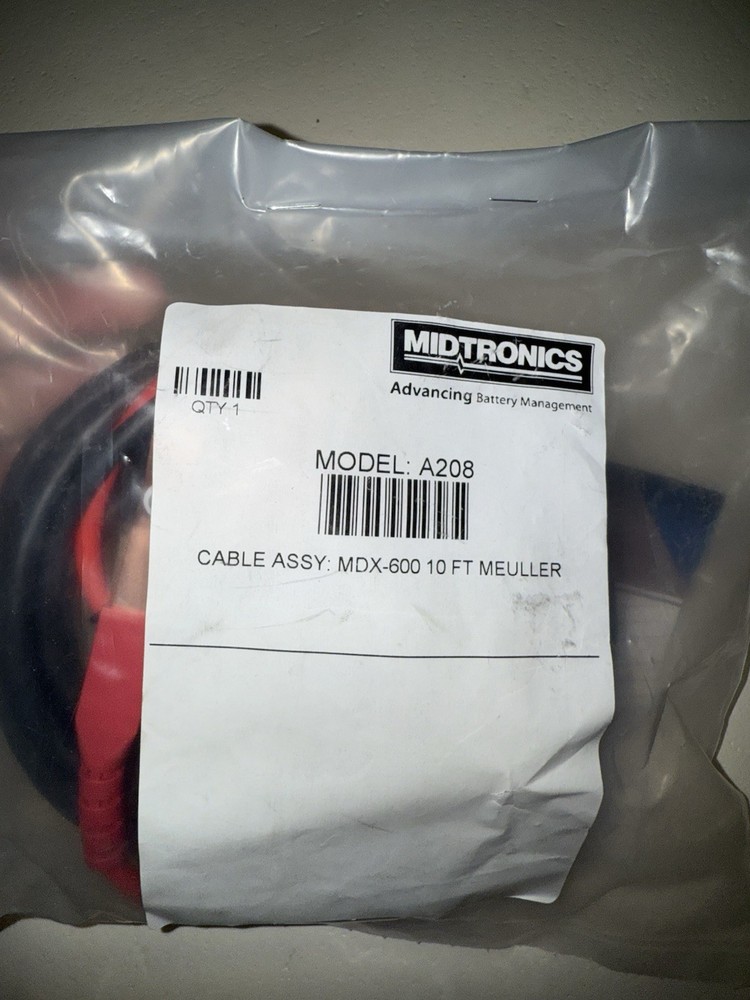 MIDTRONICS
Advancing Battery Management
QTY 1
MODEL: A208
CABLE ASSY: MDX-600 10 FT MEULLER